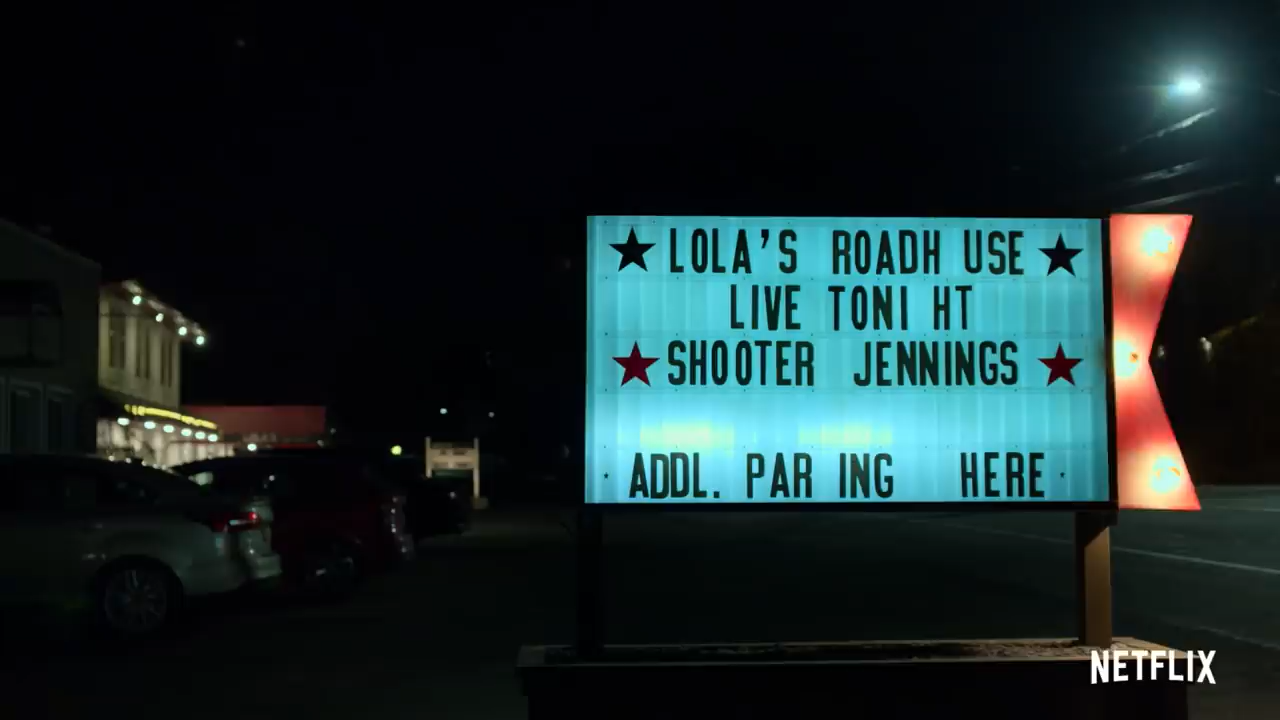 LOLA'S ROADH USE
LIVE TONI HT
SHOOTER JENNINGS
ADDL. PAR ING HERE
NETFLIX